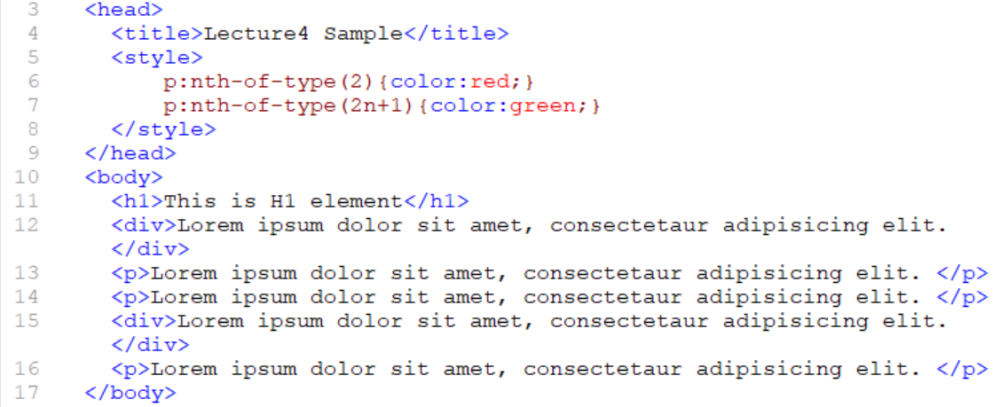 3 <head>
4 <title>Lecture4 Sample</title>
5 <style>
6 p:nth-of-type(2){color:red;}
7 p:nth-of-type(2n+1){color:green;}
8 </style>
9 </head>
10 <body>
11 <h1>This is H1 element</h1>
12 <div>Lorem ipsum dolor sit amet, consectetaur adipisicing elit.
</div>
13 <p>Lorem ipsum dolor sit amet, consectetaur adipisicing elit. </p>
14 <p>Lorem ipsum dolor sit amet, consectetaur adipisicing elit. </p>
15 <div>Lorem ipsum dolor sit amet, consectetaur adipisicing elit.
</div>
16 <p>Lorem ipsum dolor sit amet, consectetaur adipisicing elit. </p>
17 </body>